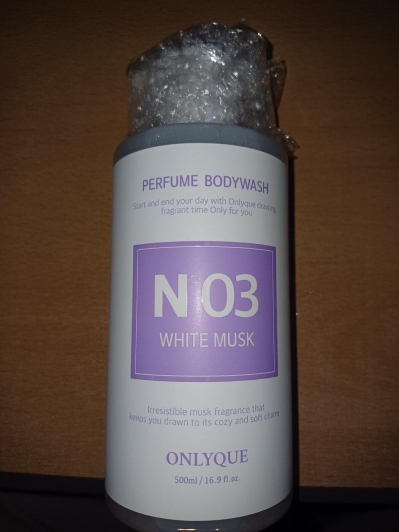 PERFUME BODYWASH
Start and end your day with Onlyque cleansing
fragrant time Only for you
N 03
WHITE MUSK
Irresistible musk fragrance that
keeps you drawn to its cozy and soft charm
ONLYQUE
500ml / 16.9 fl.oz.